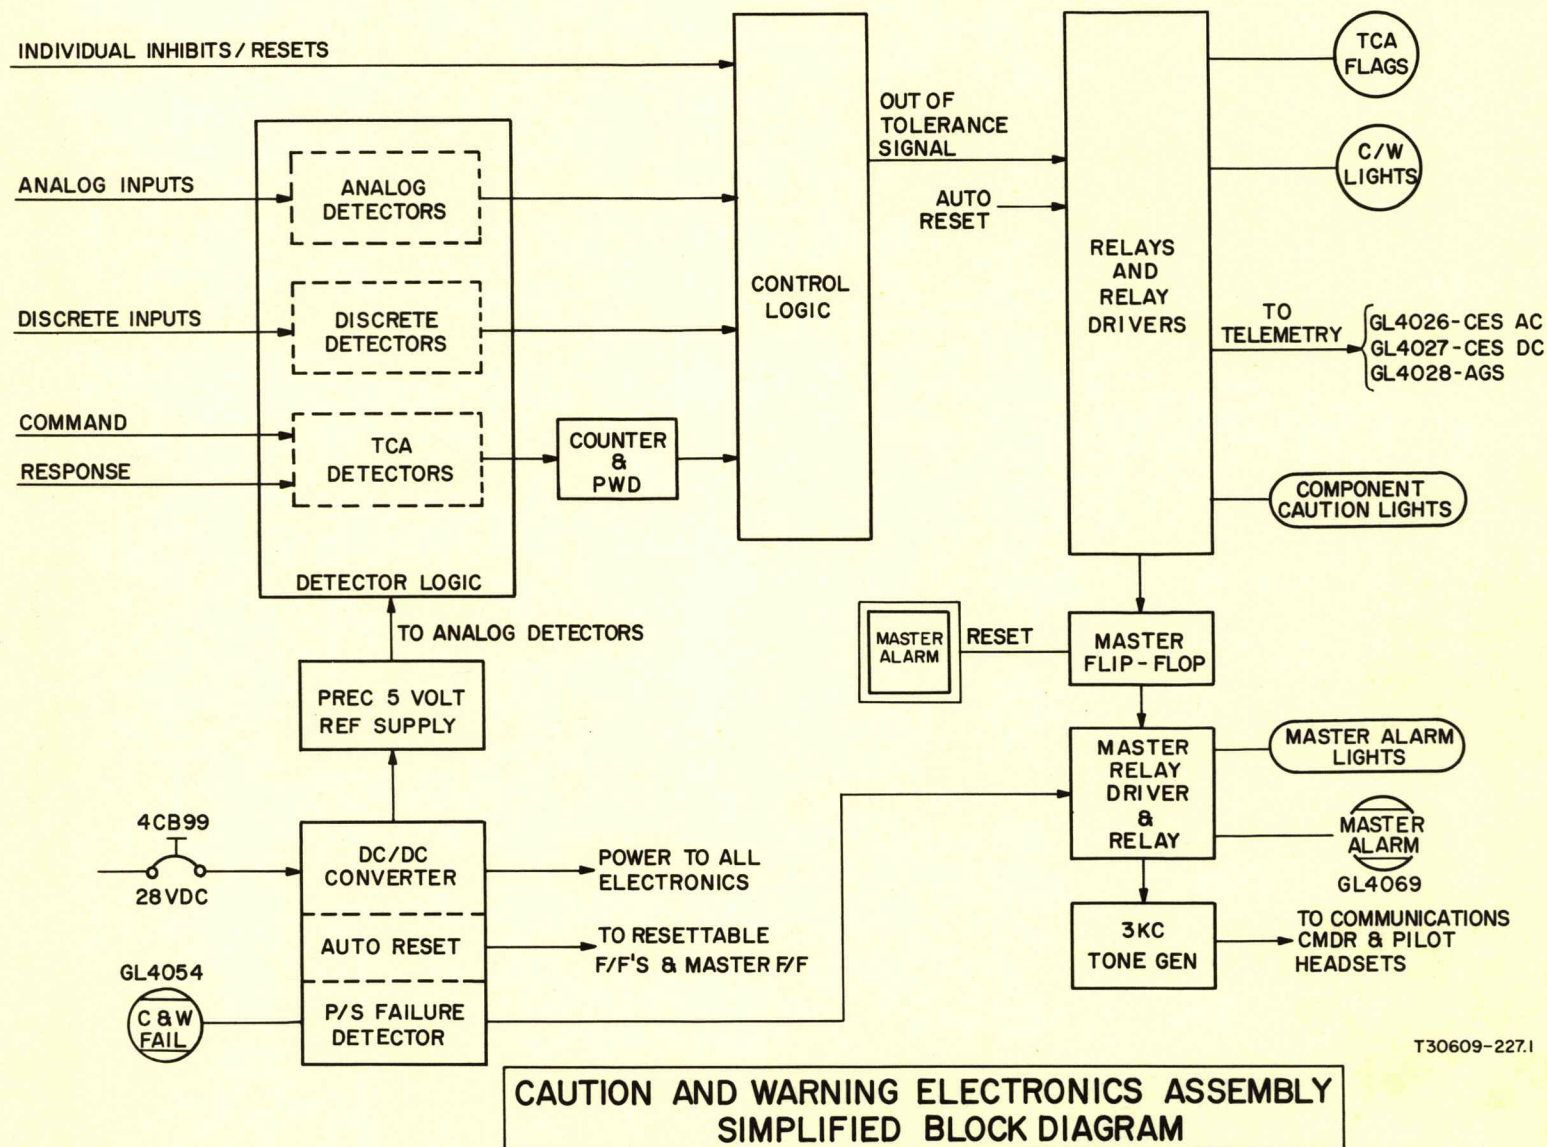 INDIVIDUAL INHIBITS / RESETS
ANALOG INPUTS
DISCRETE INPUTS
COMMAND
RESPONSE
ANALOG
DETECTORS
DISCRETE
DETECTORS
TCA
DETECTORS
DETECTOR LOGIC
COUNTER
&
PWD
CONTROL
LOGIC
OUT OF
TOLERANCE
SIGNAL
AUTO
RESET
RELAYS
AND
RELAY
DRIVERS
TCA
FLAGS
C/W
LIGHTS
TO
TELEMETRY
GL4026-CES AC
GL4027-CES DC
GL4028-AGS
COMPONENT
CAUTION LIGHTS
TO ANALOG DETECTORS
PREC 5 VOLT
REF SUPPLY
MASTER
ALARM
RESET
MASTER
FLIP-FLOP
MASTER
RELAY
DRIVER
&
RELAY
MASTER ALARM
LIGHTS
MASTER
ALARM
GL4069
3KC
TONE GEN
TO COMMUNICATIONS
CMDR & PILOT
HEADSETS
4CB99
28VDC
DC/DC
CONVERTER
POWER TO ALL
ELECTRONICS
AUTO RESET
TO RESETTABLE
F/F'S & MASTER F/F
GL4054
C & W
FAIL
P/S FAILURE
DETECTOR
T30609-227.1
CAUTION AND WARNING ELECTRONICS ASSEMBLY
SIMPLIFIED BLOCK DIAGRAM